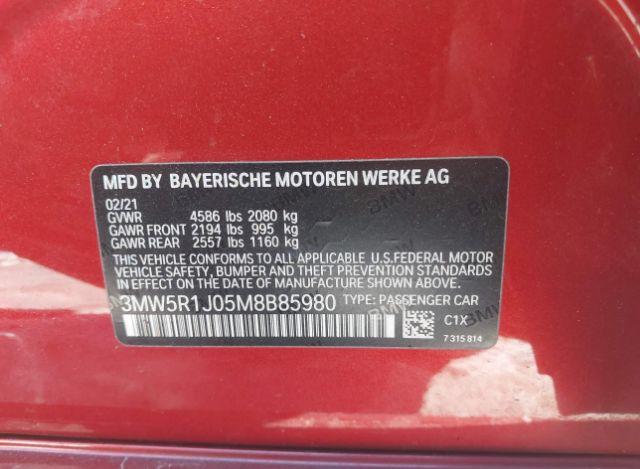 MFD BY BAYERISCHE MOTOREN WERKE AG
02/21
GVWR 4586 lbs 2080 kg
GAWR FRONT 2194 lbs 995 kg
GAWR REAR 2557 lbs 1160 kg
THIS VEHICLE CONFORMS TO ALL APPLICABLE U.S.FEDERAL MOTOR
VEHICLE SAFETY, BUMPER AND THEFT PREVENTION STANDARDS
IN EFFECT ON THE DATE OF MANUFACTURE SHOWN ABOVE.
3MW5R1J05M8B85980 TYPE: PASSENGER CAR
C1X
7 315 814